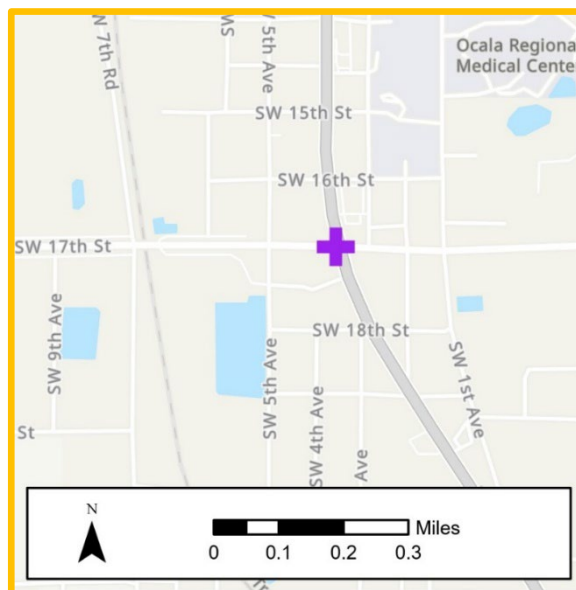 SW
N 7th Rd
SW 5th Ave
Ocala Regiona
Medical Cente
SW 15th St
SW 16th St
SW 17th St
SW 9th Ave
SW 18th St
SW 1st Ave
SW 5th Ave
SW 4th Ave
Ave
St
N
Miles
0 0.1 0.2 0.3